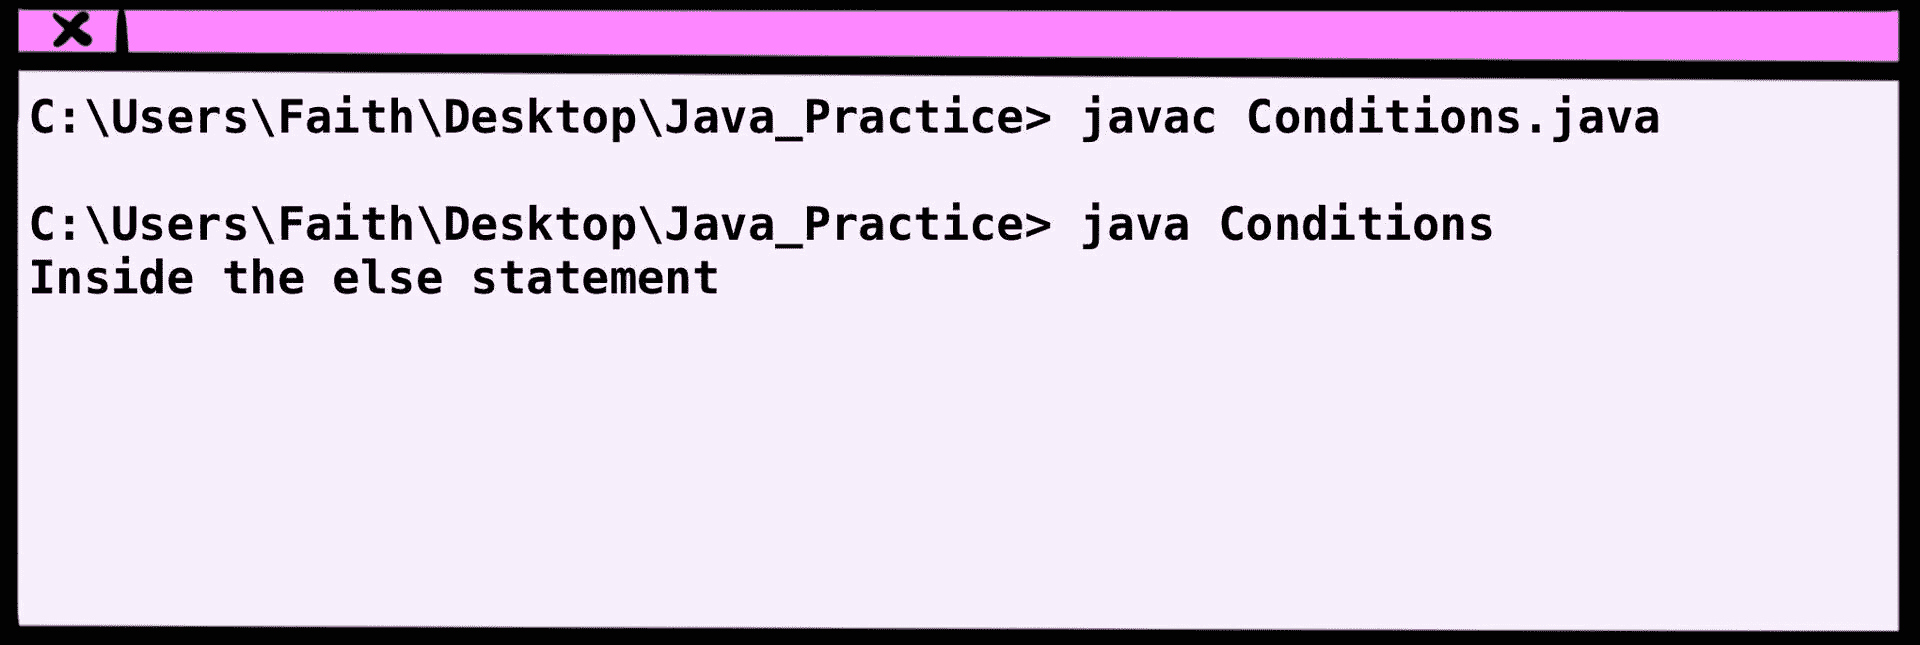 C:\Users\Faith\Desktop\Java_Practice> javac Conditions.java
C:\Users\Faith\Desktop\Java_Practice> java Conditions
Inside the else statement